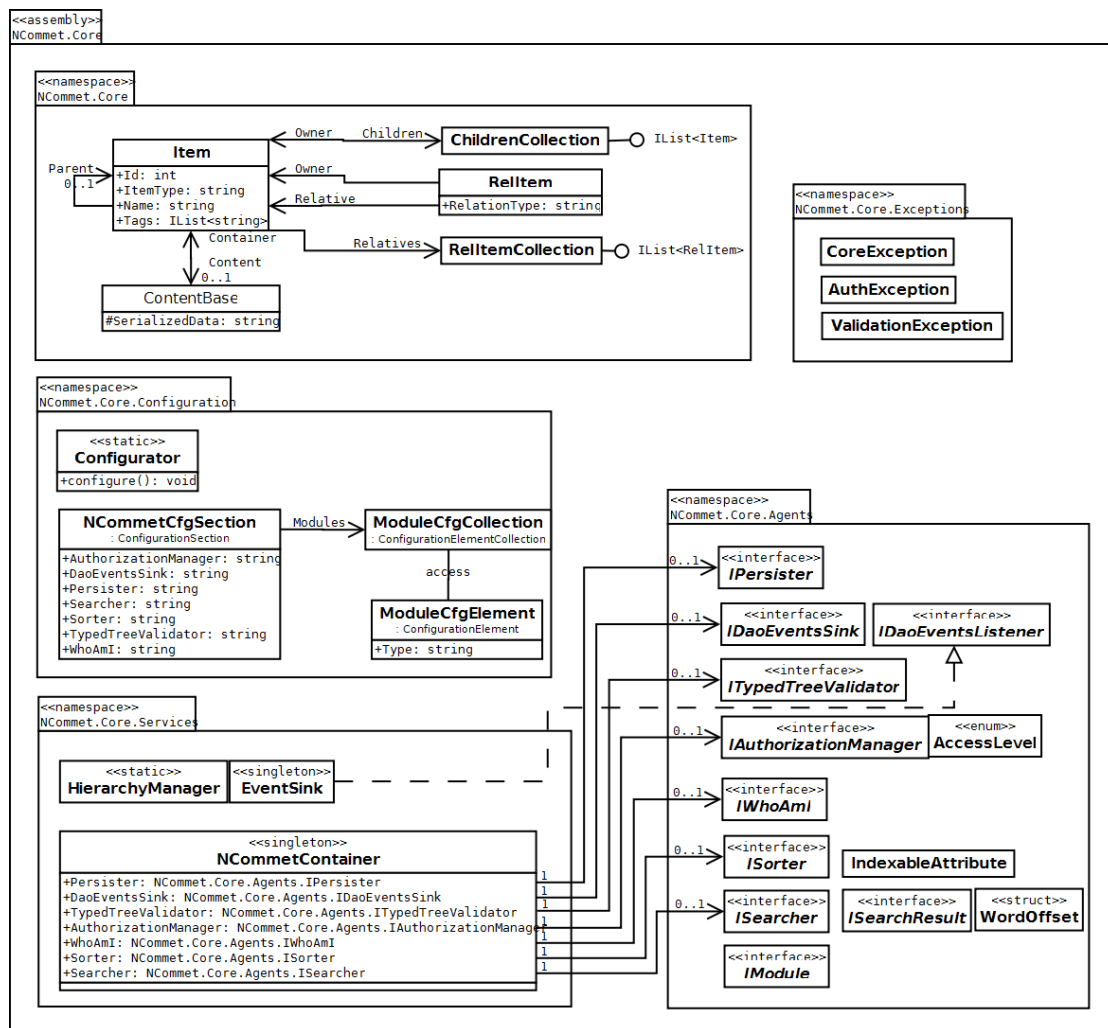 <<assembly>>
NCommet.Core
<<namespace>>
NCommet.Core
Item
+Id: int
+ItemType: string
+Name: string
+Tags: IList<string>
Parent
0..1
Owner
Children
ChildrenCollection
IList<Item>
Owner
RelItem
+RelationType: string
Relative
Relatives
RelItemCollection
IList<RelItem>
Container
Content
0..1
ContentBase
#SerializedData: string
<<namespace>>
NCommet.Core.Exceptions
CoreException
AuthException
ValidationException
<<namespace>>
NCommet.Core.Configuration
<<static>>
Configurator
+configure(): void
NCommetCfgSection
: ConfigurationSection
+AuthorizationManager: string
+DaoEventsSink: string
+Persister: string
+Searcher: string
+Sorter: string
+TypedTreeValidator: string
+WhoAmI: string
Modules
ModuleCfgCollection
: ConfigurationElementCollection
access
ModuleCfgElement
: ConfigurationElement
+Type: string
<<namespace>>
NCommet.Core.Services
<<static>>
HierarchyManager
<<singleton>>
EventSink
<<singleton>>
NCommetContainer
+Persister: NCommet.Core.Agents.IPersister
+DaoEventsSink: NCommet.Core.Agents.IDaoEventsSink
+TypedTreeValidator: NCommet.Core.Agents.ITypedTreeValidator
+AuthorizationManager: NCommet.Core.Agents.IAuthorizationManager
+WhoAmI: NCommet.Core.Agents.IWhoAmI
+Sorter: NCommet.Core.Agents.ISorter
+Searcher: NCommet.Core.Agents.ISearcher
1
1
1
1
1
1
1
<<namespace>>
NCommet.Core.Agents
0..1
<<interface>>
IPersister
0..1
<<interface>>
IDaoEventsSink
<<interface>>
IDaoEventsListener
0..1
<<interface>>
ITypedTreeValidator
0..1
<<interface>>
IAuthorizationManager
<<enum>>
AccessLevel
0..1
<<interface>>
IWhoAmI
0..1
<<interface>>
ISorter
IndexableAttribute
0..1
<<interface>>
ISearcher
<<interface>>
ISearchResult
<<struct>>
WordOffset
<<interface>>
IModule